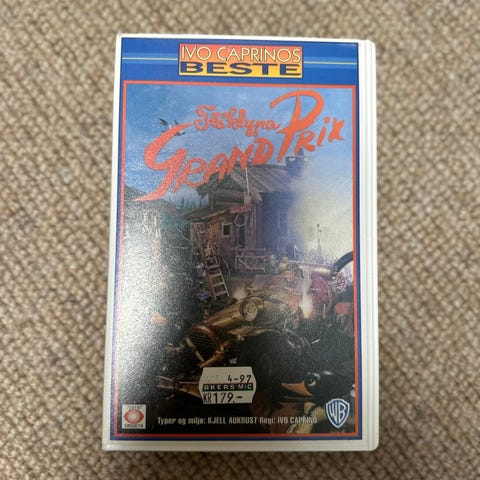 IVO CAPRINOS
BESTE
Flåklypa
GRAND PRIX
4-97
AKERS MIC
KR 179.-
Typer og miljø: KJELL AUKRUST Regi: IVO CAPRINO
WB